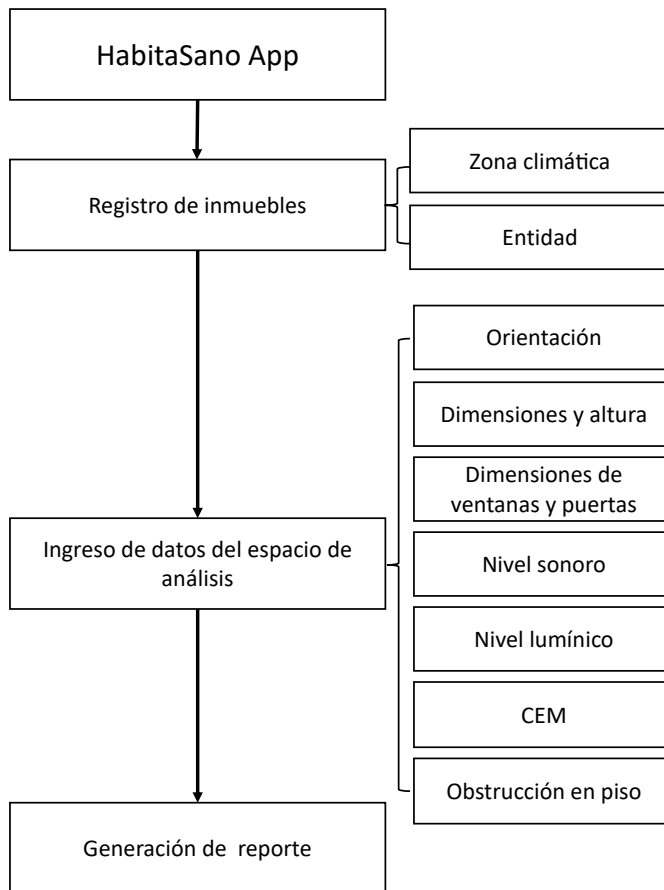 HabitaSano App
Registro de inmuebles
Zona climática
Entidad
Ingreso de datos del espacio de
análisis
Orientación
Dimensiones y altura
Dimensiones de
ventanas y puertas
Nivel sonoro
Nivel lumínico
CEM
Obstrucción en piso
Generación de reporte